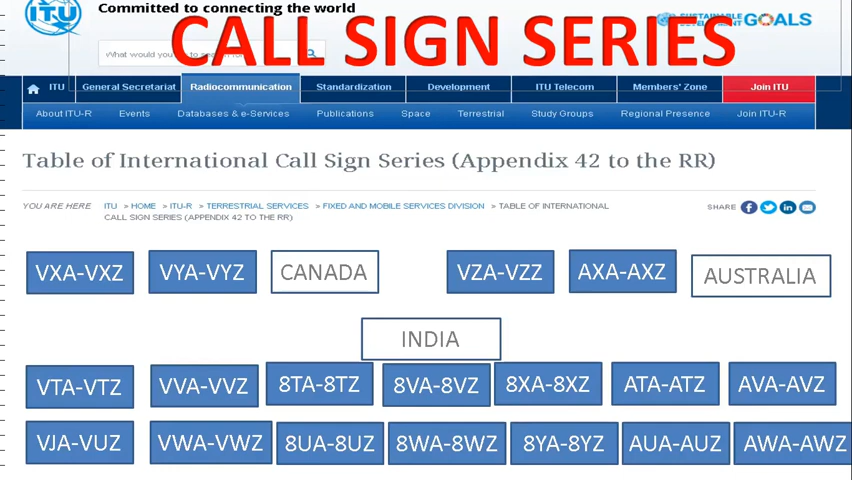 Committed to connecting the world
CALL SIGN SERIES
SUSTAINABLE DEVELOPMENT GOALS
ITU
What would you
ITU General Secretariat Radiocommunication Standardization Development ITU Telecom Members' Zone Join ITU
About ITU-R Events Databases & e-Services Publications Space Terrestrial Study Groups Regional Presence Join ITU-R
Table of International Call Sign Series (Appendix 42 to the RR)
YOU ARE HERE ITU > HOME > ITU-R > TERRESTRIAL SERVICES > FIXED AND MOBILE SERVICES DIVISION > TABLE OF INTERNATIONAL
CALL SIGN SERIES (APPENDIX 42 TO THE RR)
SHARE
VXA-VXZ VYA-VYZ CANADA VZA-VZZ AXA-AXZ AUSTRALIA
INDIA
VTA-VTZ VVA-VVZ 8TA-8TZ 8VA-8VZ 8XA-8XZ ATA-ATZ AVA-AVZ
VJA-VUZ VWA-VWZ 8UA-8UZ 8WA-8WZ 8YA-8YZ AUA-AUZ AWA-AWZ